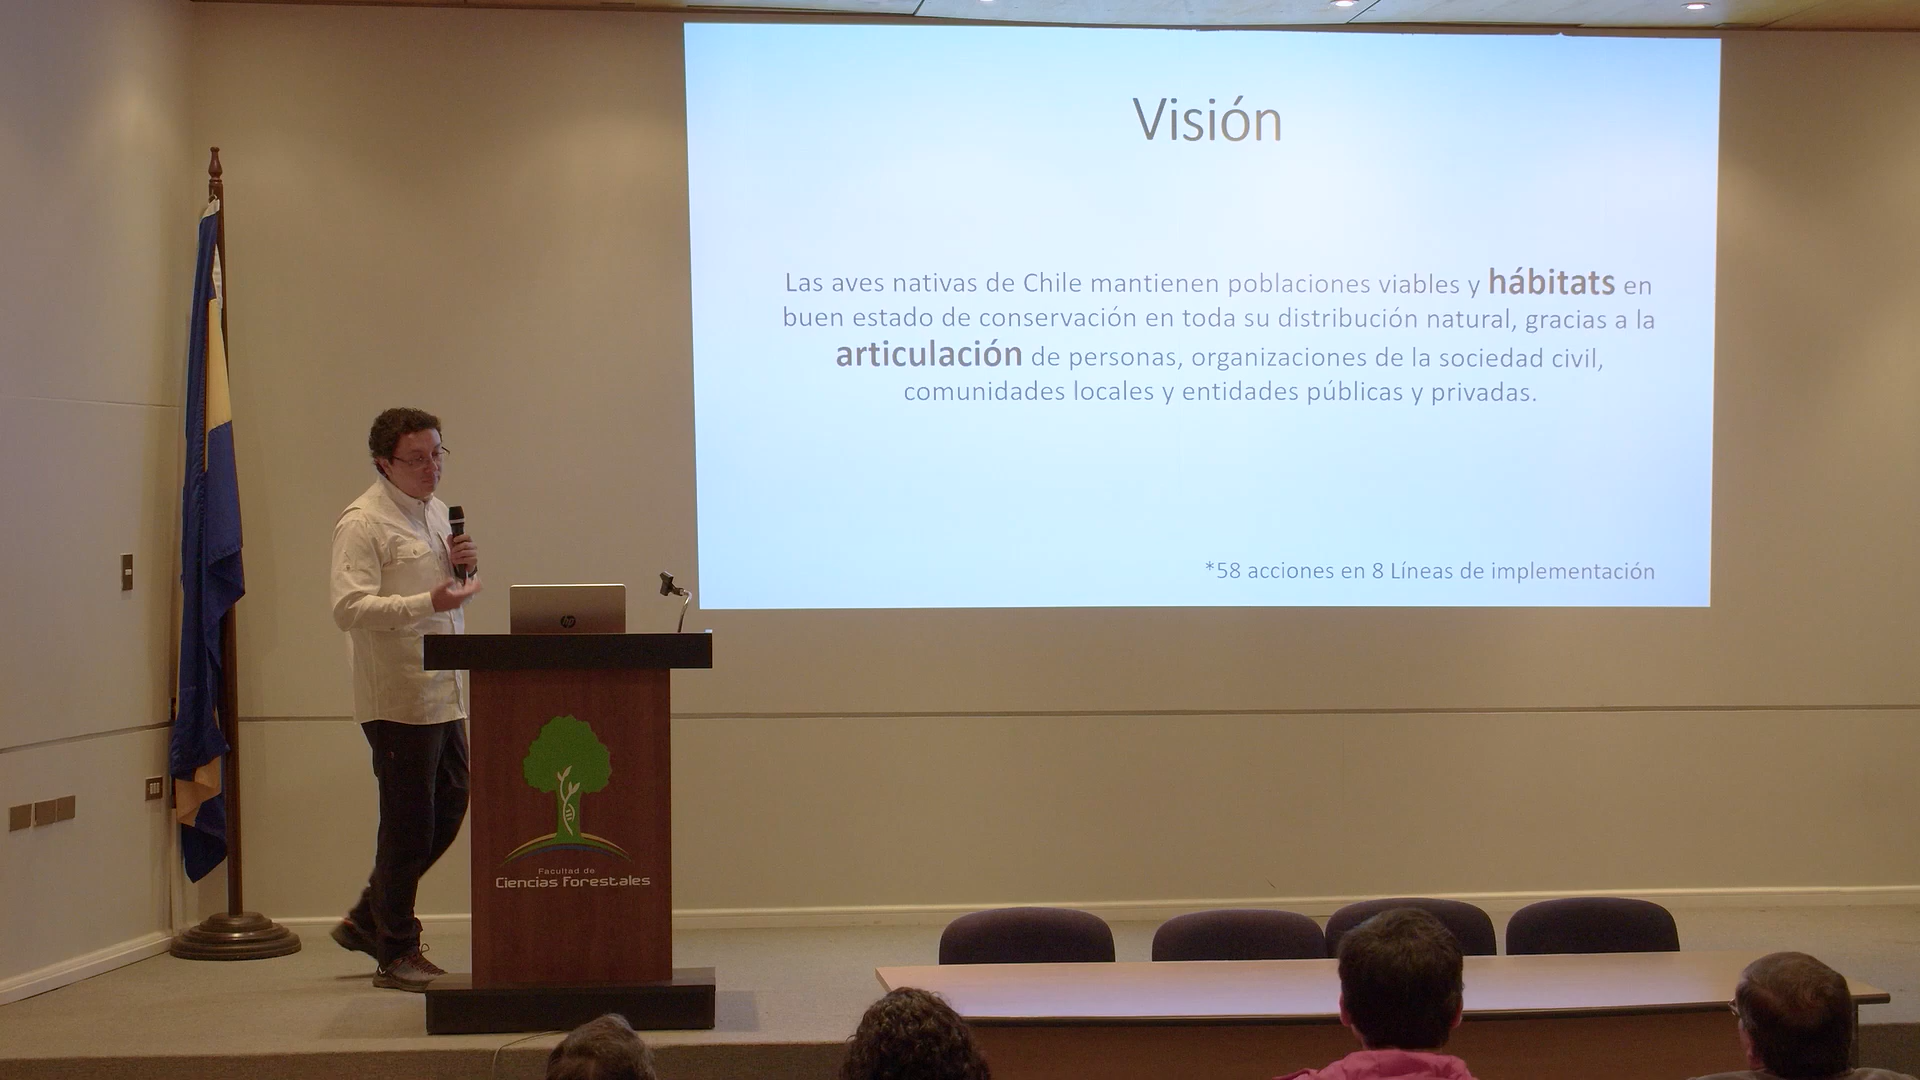 Visión
Las aves nativas de Chile mantienen poblaciones viables y hábitats en
buen estado de conservación en toda su distribución natural, gracias a la
articulación de personas, organizaciones de la sociedad civil,
comunidades locales y entidades públicas y privadas.
*58 acciones en 8 Líneas de implementación
hp
Facultad de
Ciencias Forestales